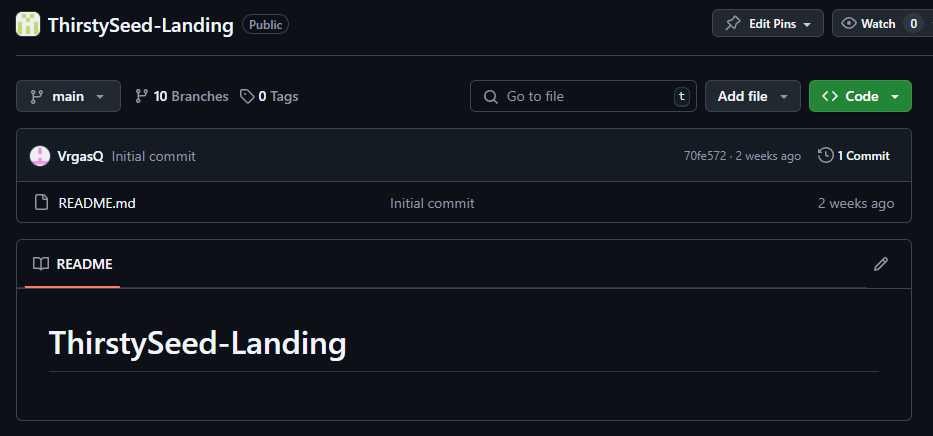 ThirstySeed-Landing Public Edit Pins Watch 0
main 10 Branches 0 Tags Go to file t Add file Code
VrgasQ Initial commit 70fe572 · 2 weeks ago 1 Commit
README.md Initial commit 2 weeks ago
README
ThirstySeed-Landing